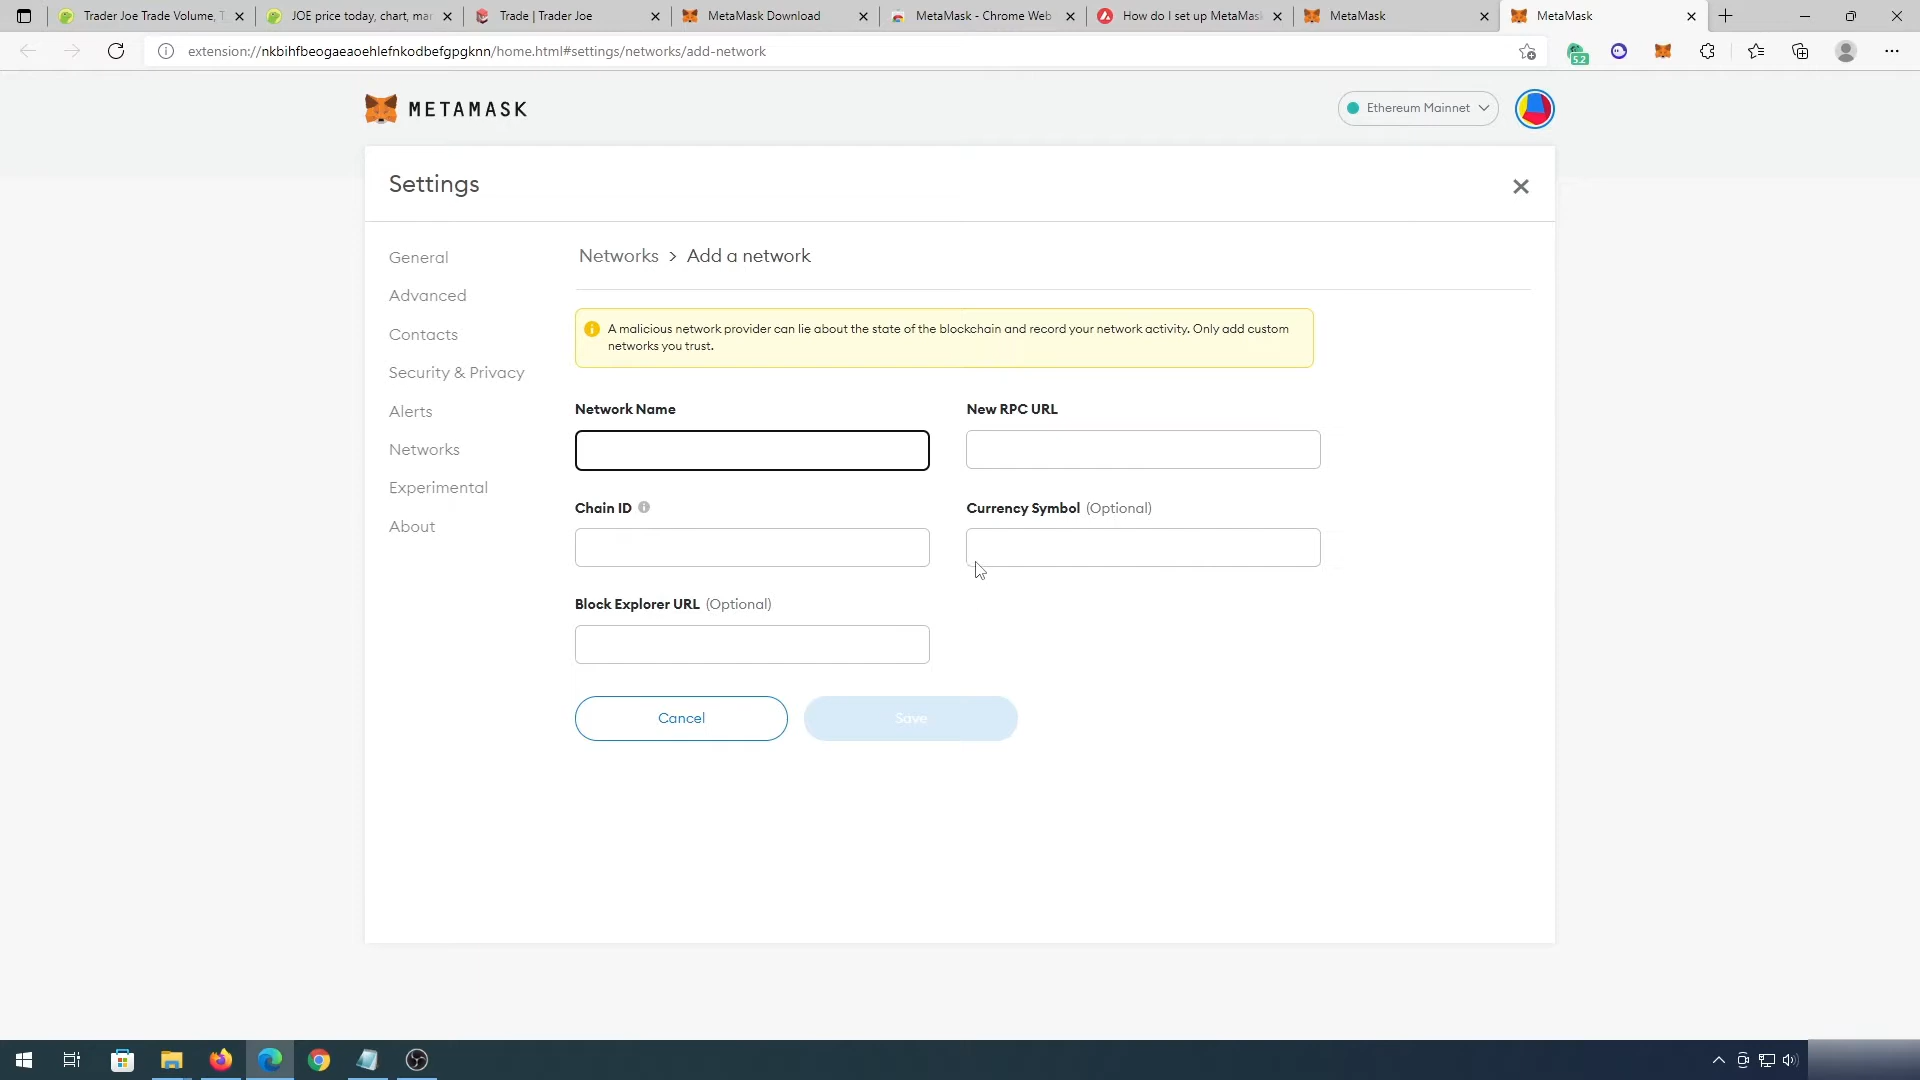 Trader Joe Trade Volume, T
JOE price today, chart, mar
Trade | Trader Joe
MetaMask Download
MetaMask - Chrome Web
How do I set up MetaMask
MetaMask
MetaMask
extension://nkbihfbeogaeaoehlefnkodbefgpgknn/home.html#settings/networks/add-network
5.2
METAMASK
Ethereum Mainnet
Settings
General
Advanced
Contacts
Security & Privacy
Alerts
Networks
Experimental
About
Networks > Add a network
A malicious network provider can lie about the state of the blockchain and record your network activity. Only add custom
networks you trust.
Network Name
New RPC URL
Chain ID
Currency Symbol (Optional)
Block Explorer URL (Optional)
Cancel
Save